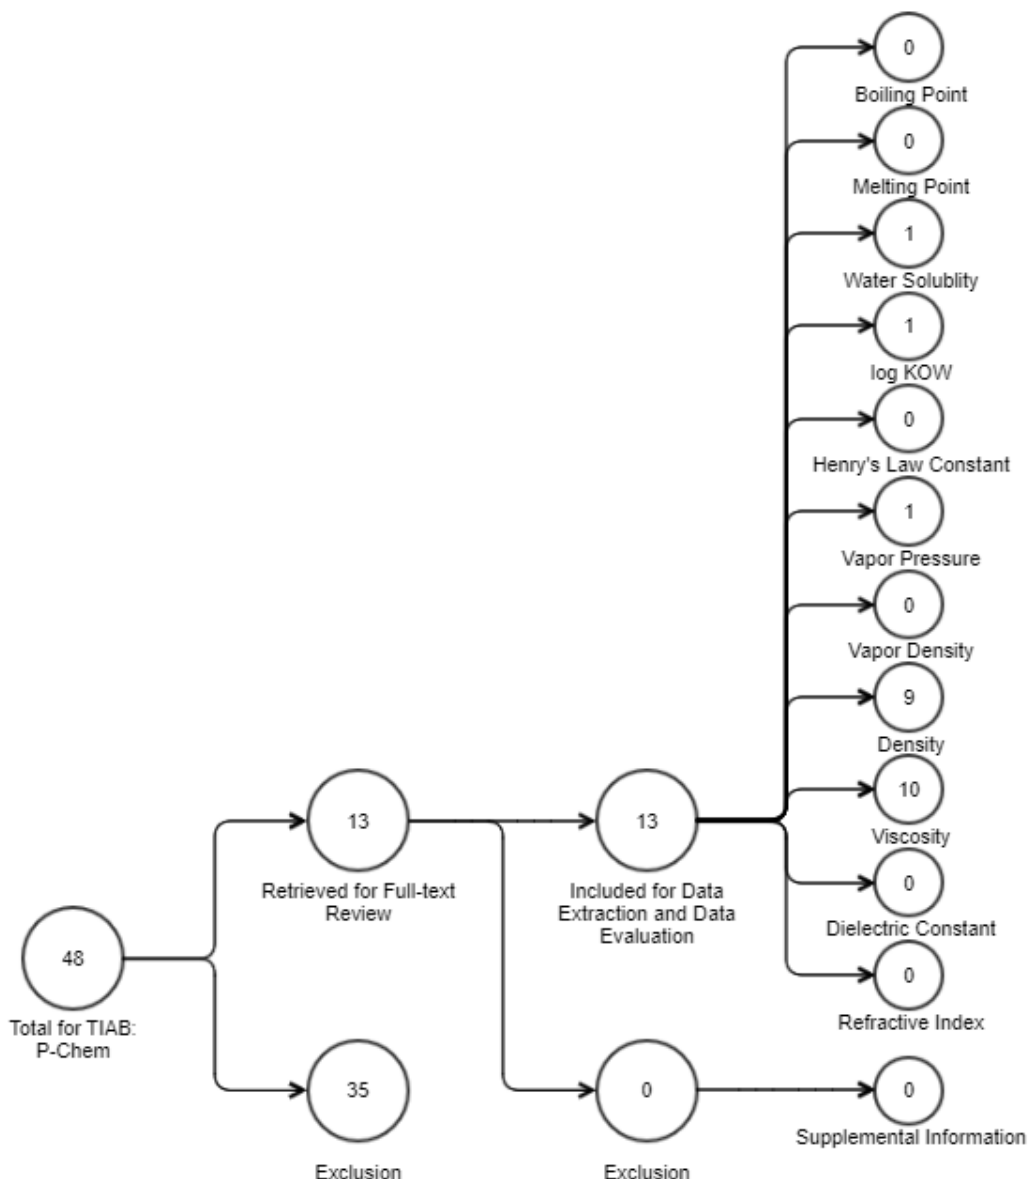 0
Boiling Point
0
Melting Point
1
Water Solublity
1
log KOW
0
Henry's Law Constant
1
Vapor Pressure
0
Vapor Density
9
Density
10
Viscosity
0
Dielectric Constant
0
Refractive Index
13
Retrieved for Full-text
Review
13
Included for Data
Extraction and Data
Evaluation
48
Total for TIAB:
P-Chem
35
Exclusion
0
Exclusion
0
Supplemental Information